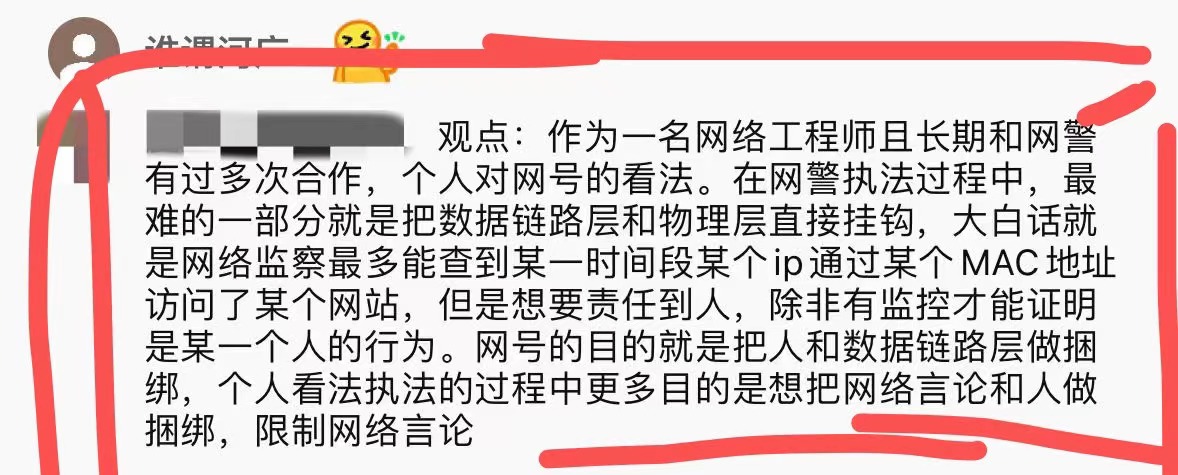 谁谓河广
观点：作为一名网络工程师且长期和网警
有过多次合作，个人对网号的看法。在网警执法过程中，最
难的一部分就是把数据链路层和物理层直接挂钩，大白话就
是网络监察最多能查到某一时间段某个ip通过某个MAC地址
访问了某个网站，但是想要责任到人，除非有监控才能证明
是某一个人的行为。网号的目的就是把人和数据链路层做捆
绑，个人看法执法的过程中更多目的是想把网络言论和人做
捆绑，限制网络言论